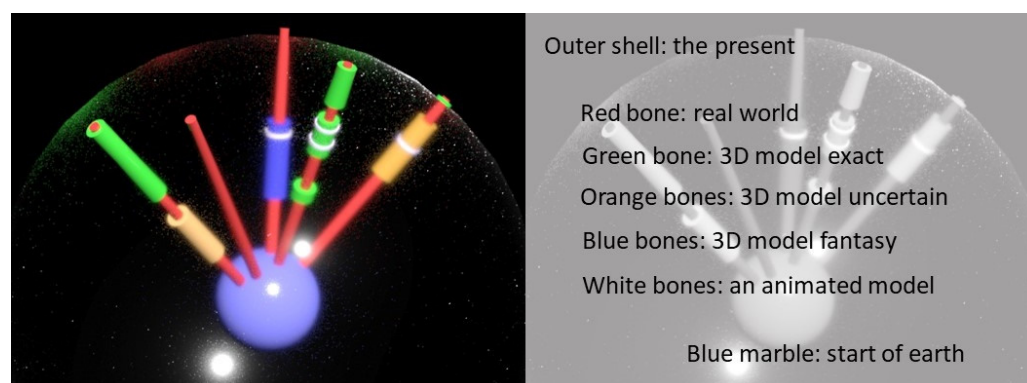 Outer shell: the present
Red bone: real world
Green bone: 3D model exact
Orange bones: 3D model uncertain
Blue bones: 3D model fantasy
White bones: an animated model
Blue marble: start of earth